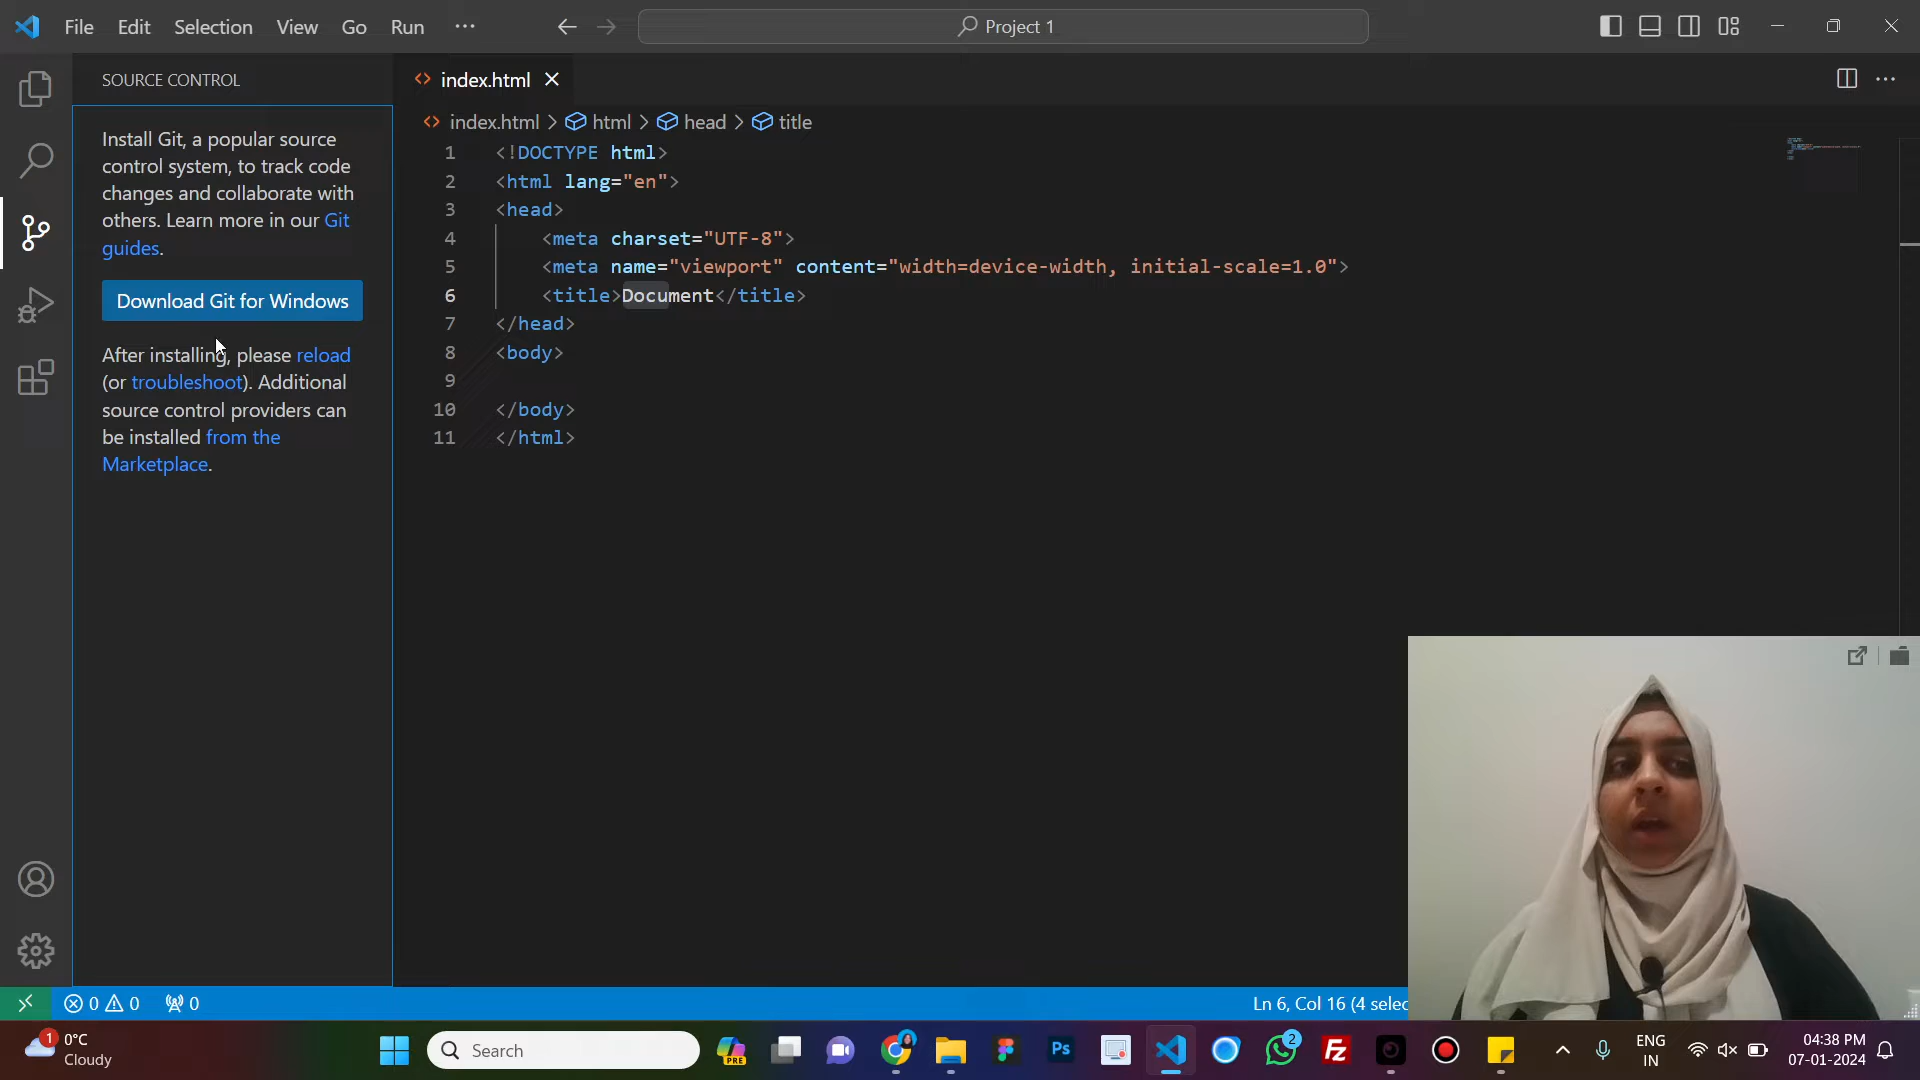 File Edit Selection View Go Run ...
Project 1
SOURCE CONTROL
index.html
index.html > html > head > title
Install Git, a popular source
control system, to track code
changes and collaborate with
others. Learn more in our Git
guides.
Download Git for Windows
After installing, please reload
(or troubleshoot). Additional
source control providers can
be installed from the
Marketplace.
1 <!DOCTYPE html>
2 <html lang="en">
3 <head>
4 <meta charset="UTF-8">
5 <meta name="viewport" content="width=device-width, initial-scale=1.0">
6 <title>Document</title>
7 </head>
8 <body>
9
10 </body>
11 </html>
0 0 0
Ln 6, Col 16 (4 selec
1
0°C
Cloudy
Search
PRE
Ps
2
Fz
ENG
IN
04:38 PM
07-01-2024